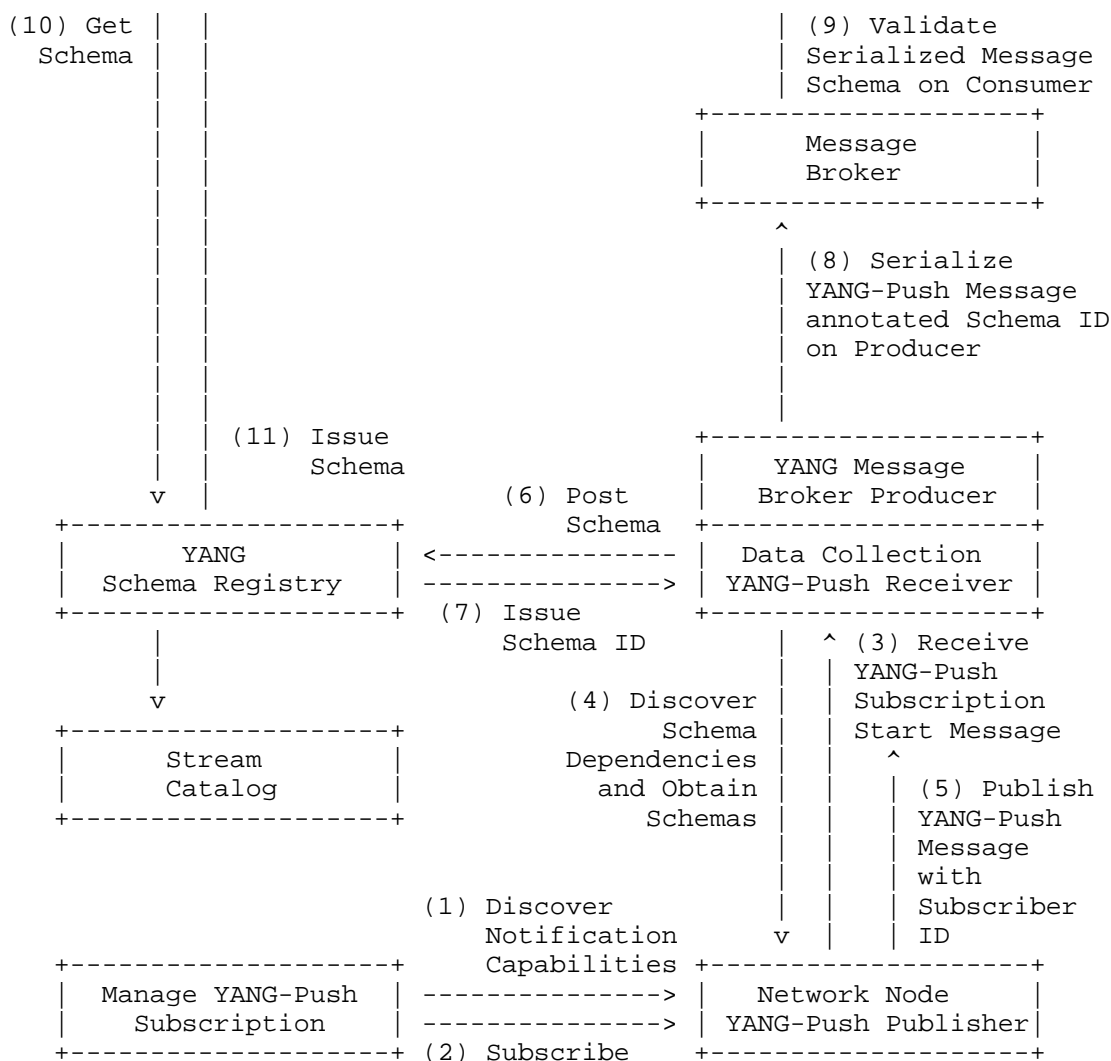 (10) Get | | | (9) Validate
Schema | | | Serialized Message
| | | Schema on Consumer
| | +--------------------+
| | | Message |
| | | Broker |
| | +--------------------+
| | ^
| | | (8) Serialize
| | | YANG-Push Message
| | | annotated Schema ID
| | | on Producer
| | |
| | |
| | (11) Issue +--------------------+
| | Schema | YANG Message |
v | (6) Post | Broker Producer |
+--------------------+ Schema +--------------------+
| YANG | <--------------- | Data Collection |
| Schema Registry | ---------------> | YANG-Push Receiver |
+--------------------+ (7) Issue +--------------------+
| Schema ID | ^ (3) Receive
| | | YANG-Push
v (4) Discover | | Subscription
+--------------------+ Schema | | Start Message
| Stream | Dependencies | | ^
| Catalog | and Obtain | | | (5) Publish
+--------------------+ Schemas | | | YANG-Push
| | | Message
| | | with
(1) Discover | | | Subscriber
Notification v | | ID
+--------------------+ Capabilities +--------------------+
| Manage YANG-Push | ---------------> | Network Node |
| Subscription | ---------------> | YANG-Push Publisher|
+--------------------+ (2) Subscribe +--------------------+